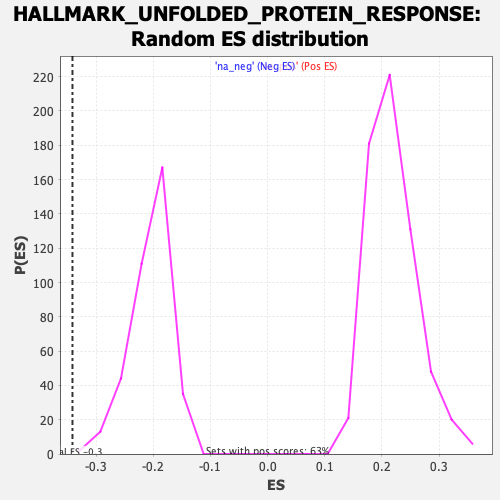 HALLMARK_UNFOLDED_PROTEIN_RESPONSE:
Random ES distribution
'na_neg' (Neg ES)' (Pos ES)
220
200
180
160
140
120
100
80
60
40
20
0
P(ES)
ES -0.3
Sets with pos scores: 63%
-0.3 -0.2 -0.1 0.0 0.1 0.2 0.3
ES